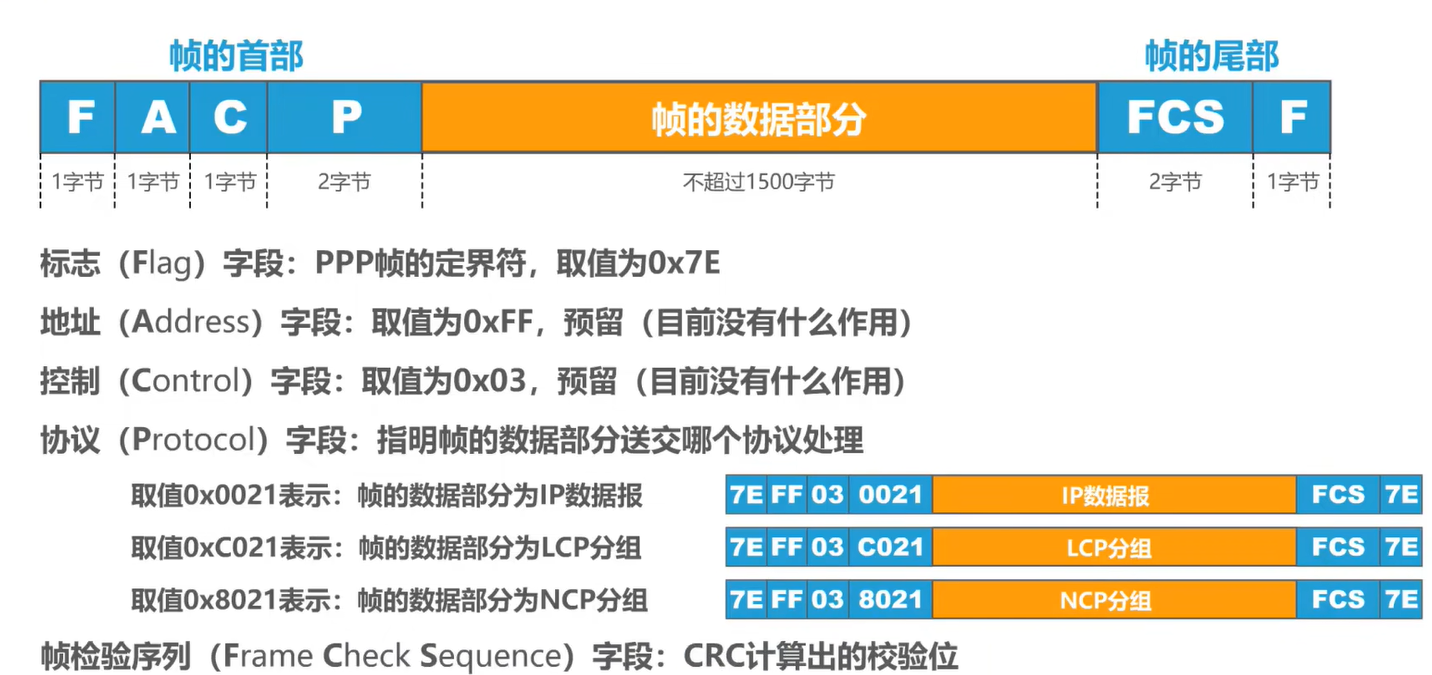 帧的首部 帧的尾部
F A C P 帧的数据部分 FCS F
1字节 1字节 1字节 2字节 不超过1500字节 2字节 1字节
标志（Flag）字段：PPP帧的定界符，取值为0x7E
地址（Address）字段：取值为0xFF，预留（目前没有什么作用）
控制（Control）字段：取值为0x03，预留（目前没有什么作用）
协议（Protocol）字段：指明帧的数据部分送交哪个协议处理
取值0x0021表示：帧的数据部分为IP数据报 7E FF 03 0021 IP数据报 FCS 7E
取值0xC021表示：帧的数据部分为LCP分组 7E FF 03 C021 LCP分组 FCS 7E
取值0x8021表示：帧的数据部分为NCP分组 7E FF 03 8021 NCP分组 FCS 7E
帧检验序列（Frame Check Sequence）字段：CRC计算出的校验位